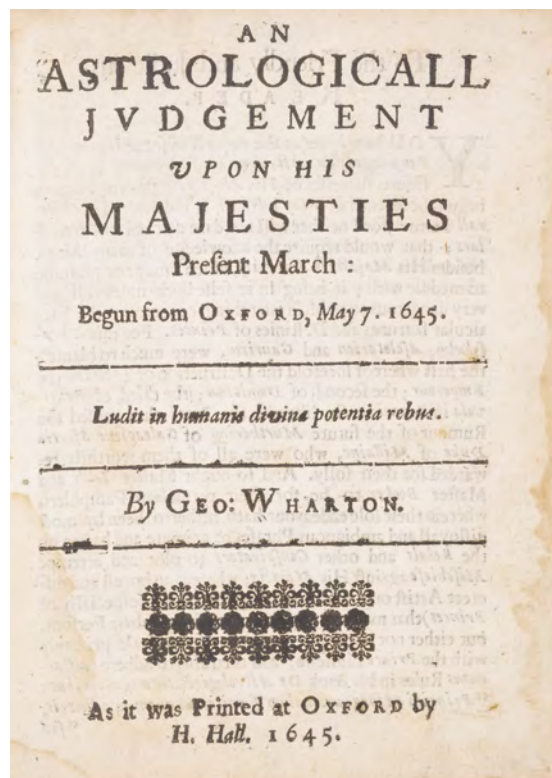 AN
ASTROLOGICALL
JVDGEMENT
VPON HIS
MAJESTIES
Preſent March :
Begun from OXFORD, May 7. 1645.
Ludit in humanis divina potentia rebus.
By GEO: WHARTON.
As it was Printed at OXFORD by
H. Hall. 1645.